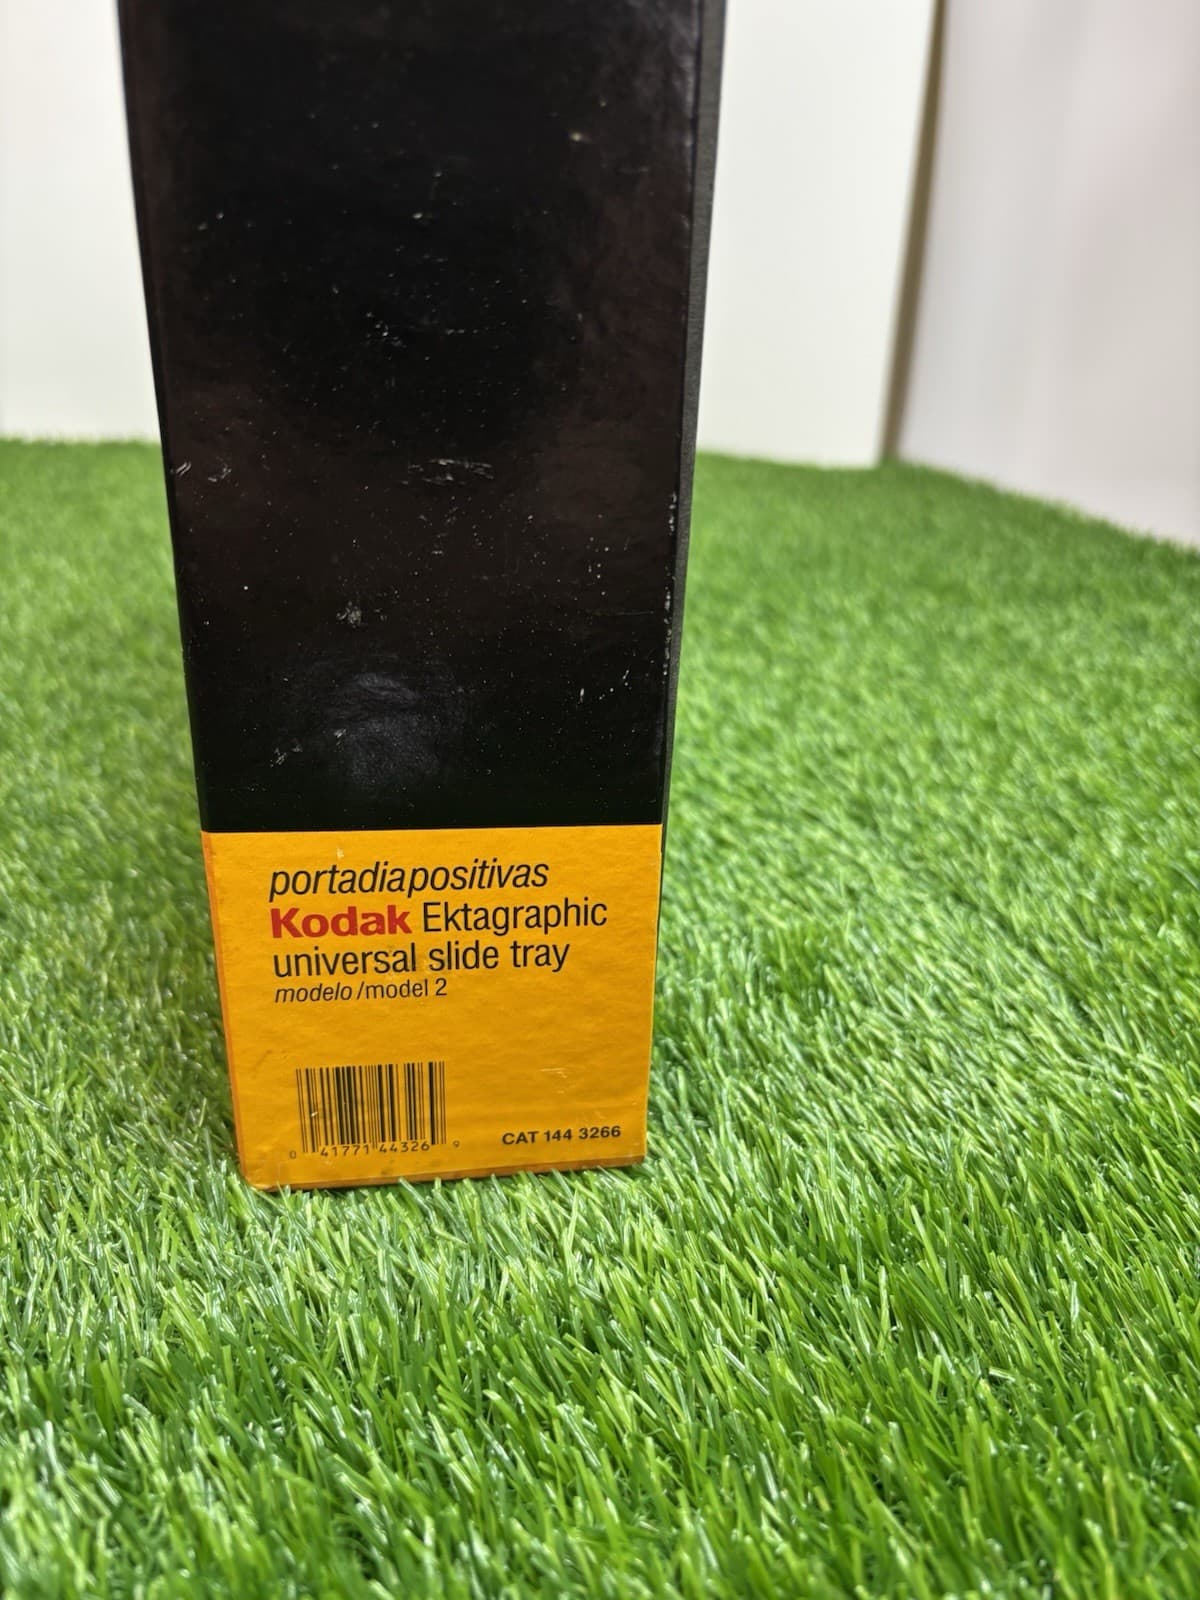 portadiapositivas
Kodak Ektagraphic
universal slide tray
modelo/model 2
0 41771 44326 9
CAT 144 3266